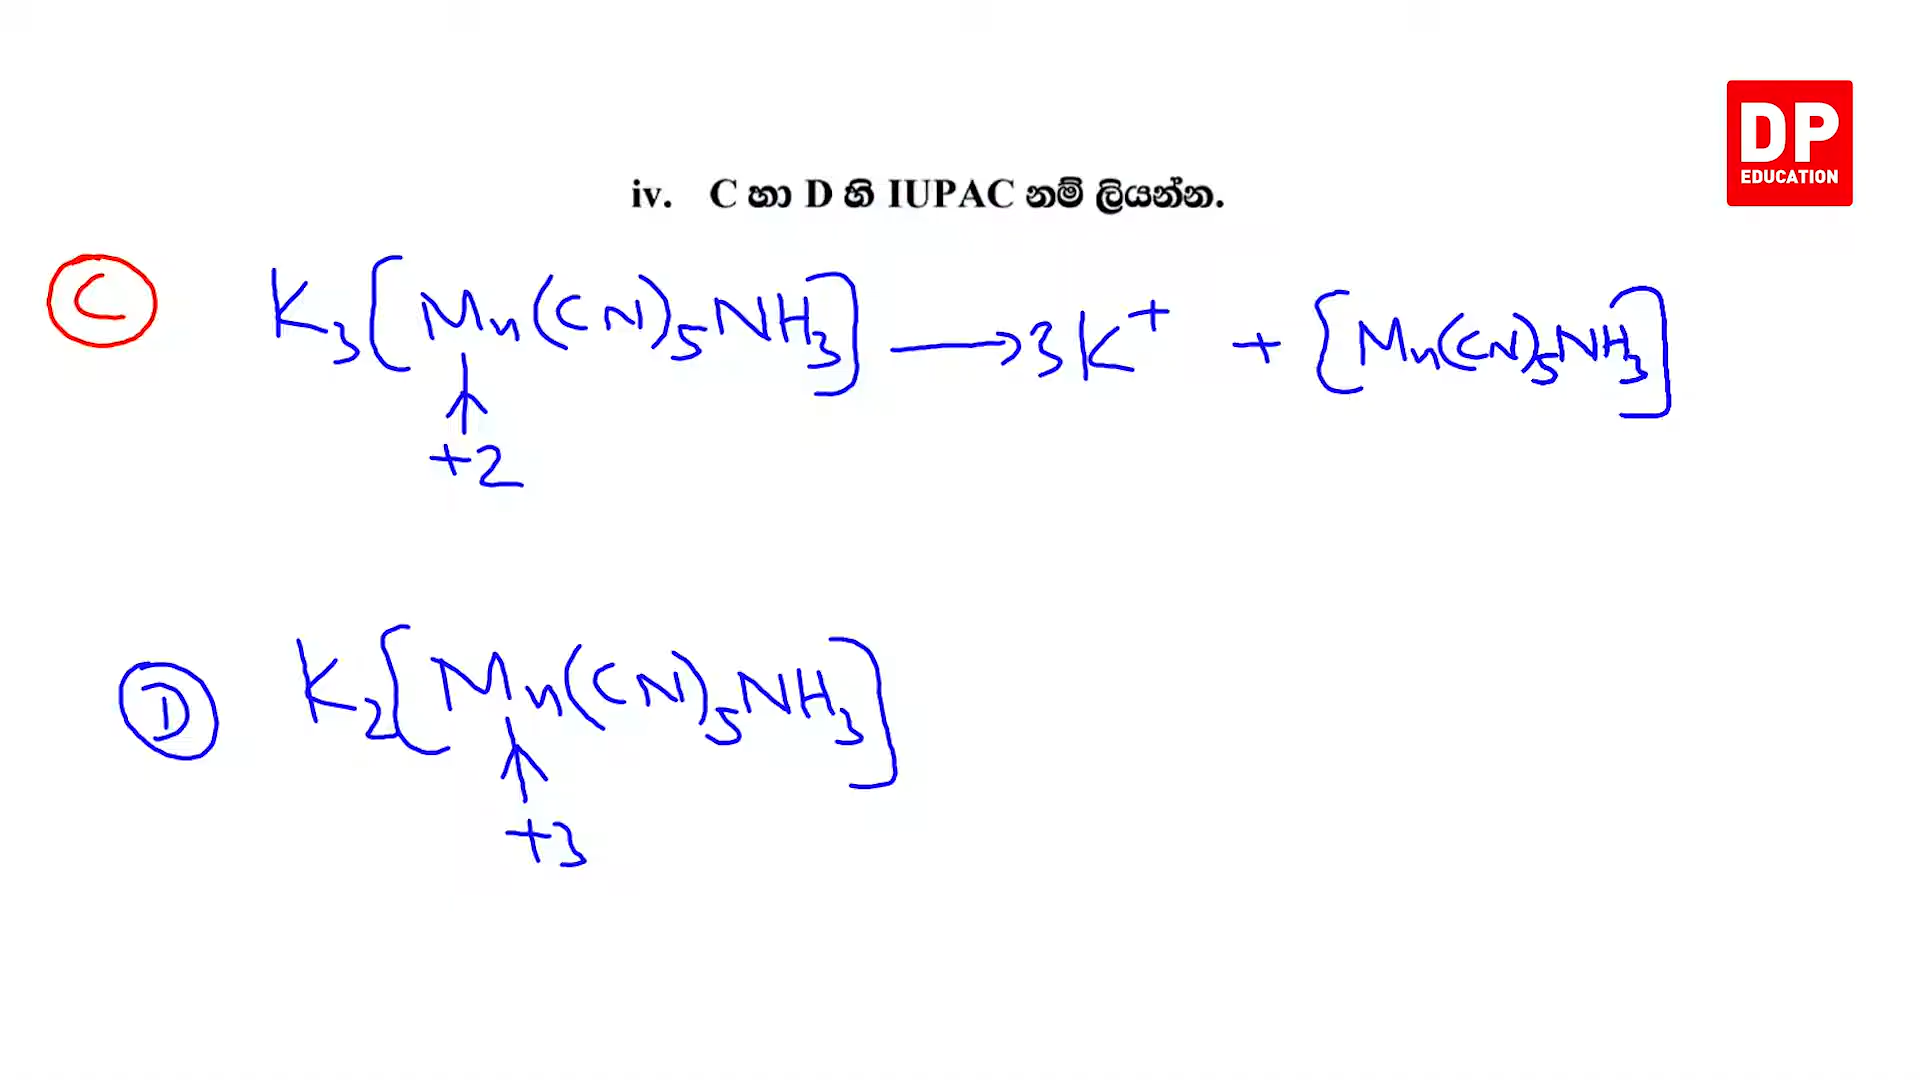 DP
EDUCATION
iv. C හා D හි IUPAC නම් ලියන්න.
C K₃[Mn(CN)₅NH₃] → 3K⁺ + [Mn(CN)₅NH₃]
+2
D K₂[Mn(CN)₅NH₃]
+3